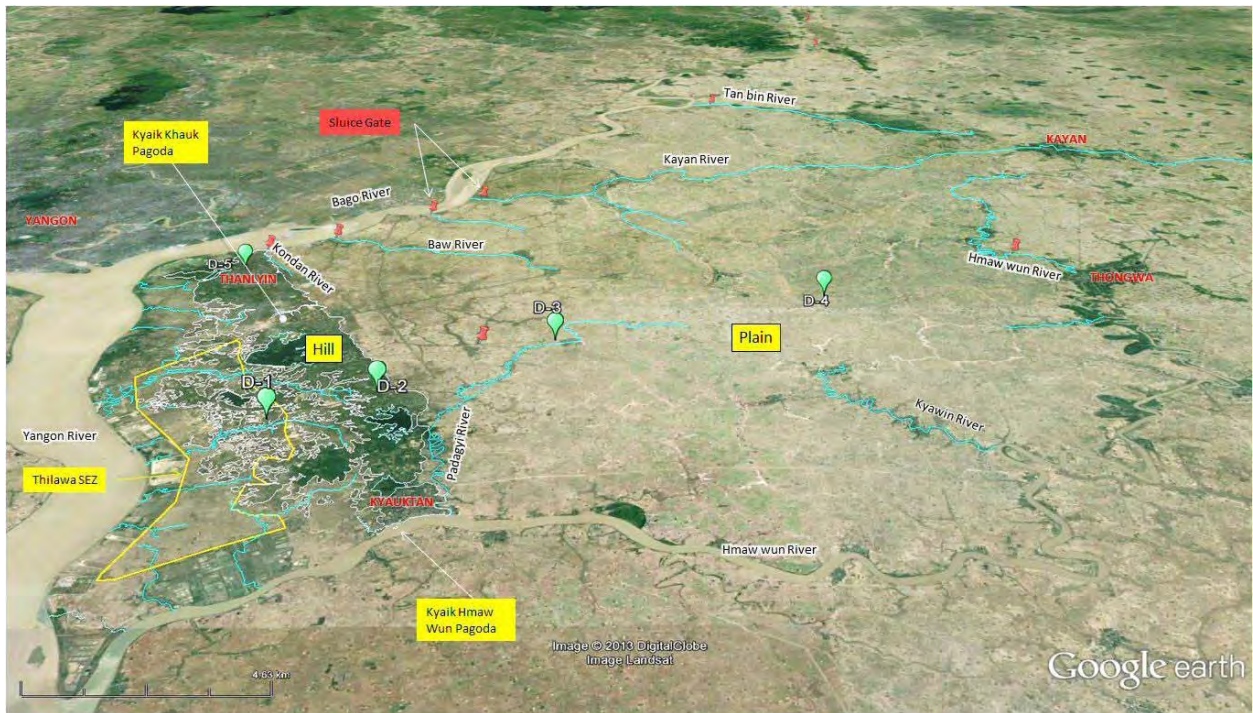 Tan bin River
Sluice Gate
Kyaik Khauk
Pagoda
KAYAN
Kayan River
Bago River
YANGON
Baw River
Kondan River
Hmaw wun River
D-5
THANLYIN
THONGWA
D-4
D-3
Plain
Hill
D-1
D-2
Kyawin River
Padagyi River
Yangon River
Thilawa SEZ
KYAUKTAN
Hmaw wun River
Kyaik Hmaw
Wun Pagoda
Image © 2013 DigitalGlobe
Image Landsat
Google earth
4.63 km